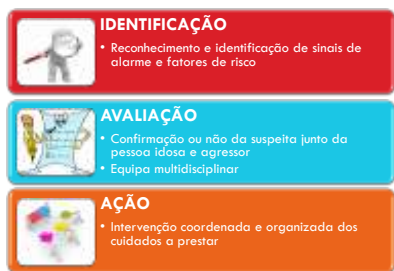 IDENTIFICAÇÃO
• Reconhecimento e identificação de sinais de
alarme e fatores de risco
AVALIAÇÃO
• Confirmação ou não da suspeita junto da
pessoa idosa e agressor
• Equipa multidisciplinar
AÇÃO
• Intervenção coordenada e organizada dos
cuidados a prestar